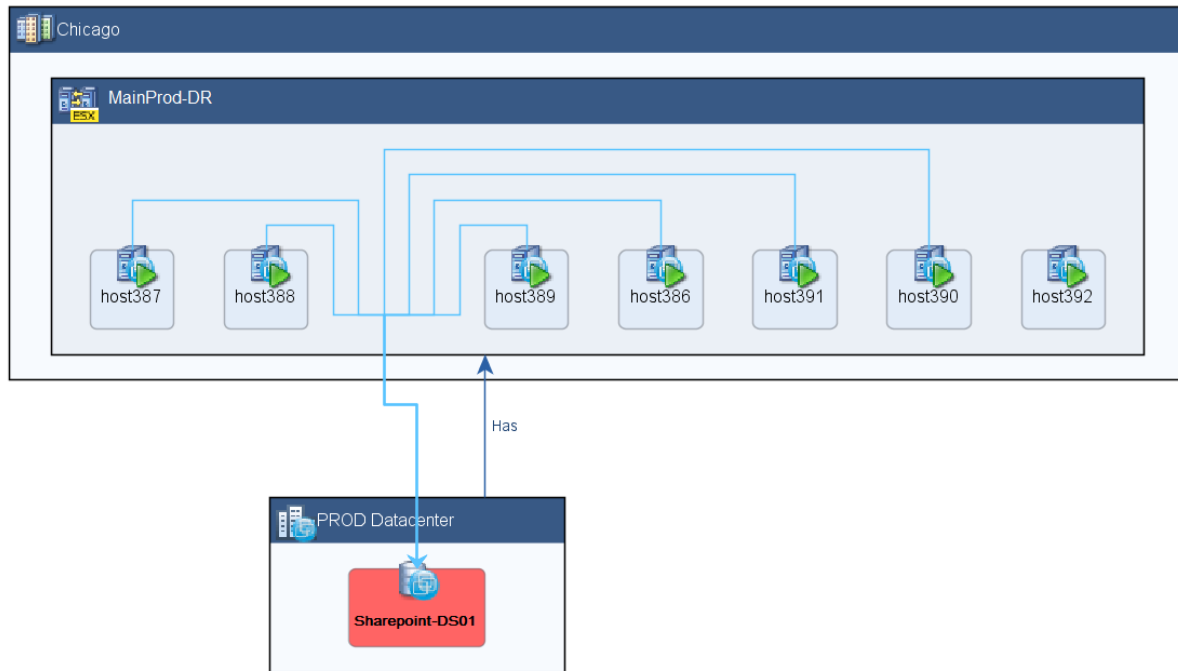 Chicago
MainProd-DR
ESX
host387
host388
host389
host386
host391
host390
host392
Has
PROD Datacenter
Sharepoint-DS01